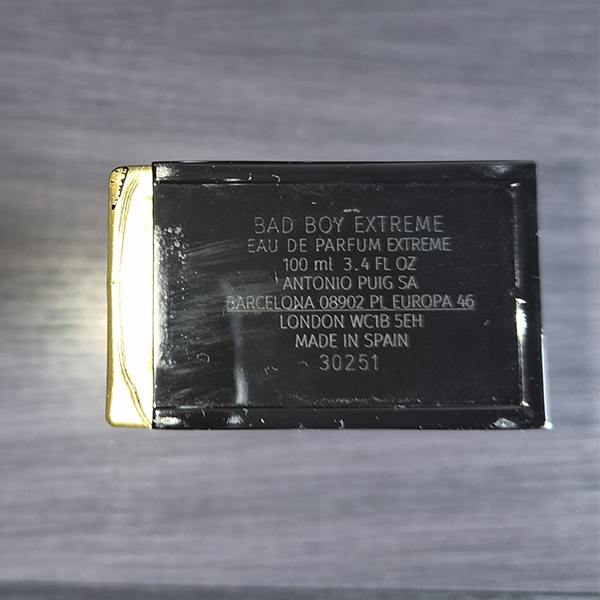 BAD BOY EXTREME
EAU DE PARFUM EXTREME
100 ml 3.4 FL OZ
ANTONIO PUIG SA
BARCELONA 08902 PL EUROPA 46
LONDON WC1B 5EH
MADE IN SPAIN
30251